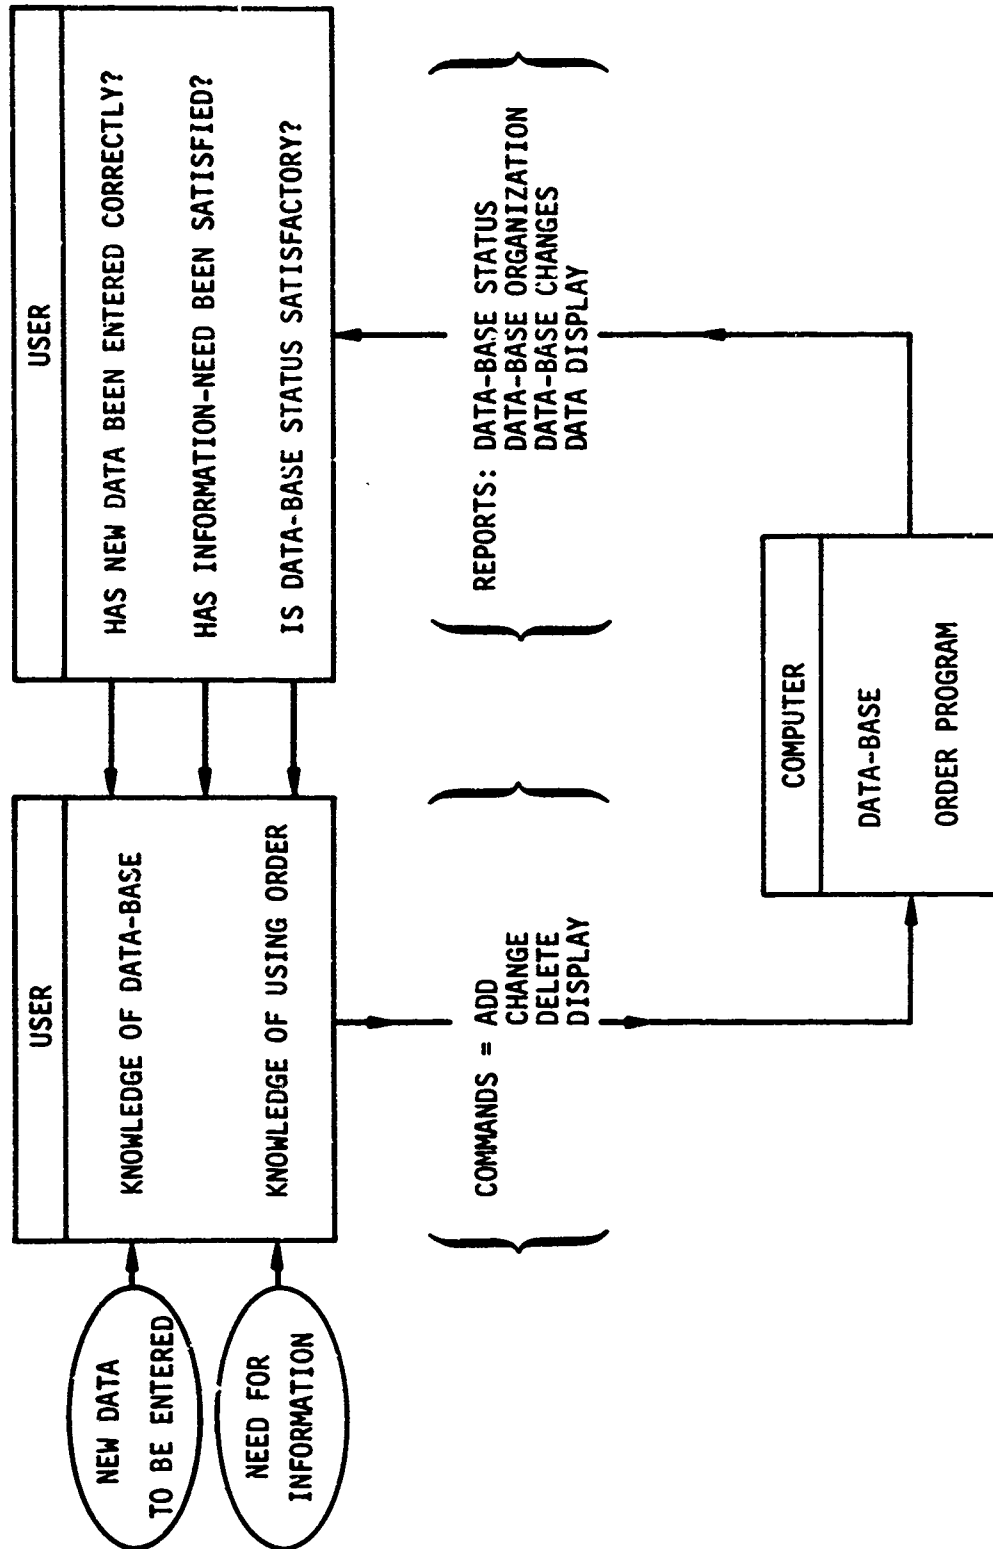 NEW DATA
TO BE ENTERED
NEED FOR
INFORMATION
USER
KNOWLEDGE OF DATA-BASE
KNOWLEDGE OF USING ORDER
USER
HAS NEW DATA BEEN ENTERED CORRECTLY?
HAS INFORMATION-NEED BEEN SATISFIED?
IS DATA-BASE STATUS SATISFACTORY?
COMMANDS = ADD
CHANGE
DELETE
DISPLAY
REPORTS: DATA-BASE STATUS
DATA-BASE ORGANIZATION
DATA-BASE CHANGES
DATA DISPLAY
COMPUTER
DATA-BASE
ORDER PROGRAM